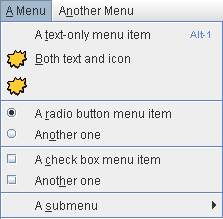 A Menu Another Menu
A text-only menu item Alt-1
Both text and icon
A radio button menu item
Another one
A check box menu item
Another one
A submenu